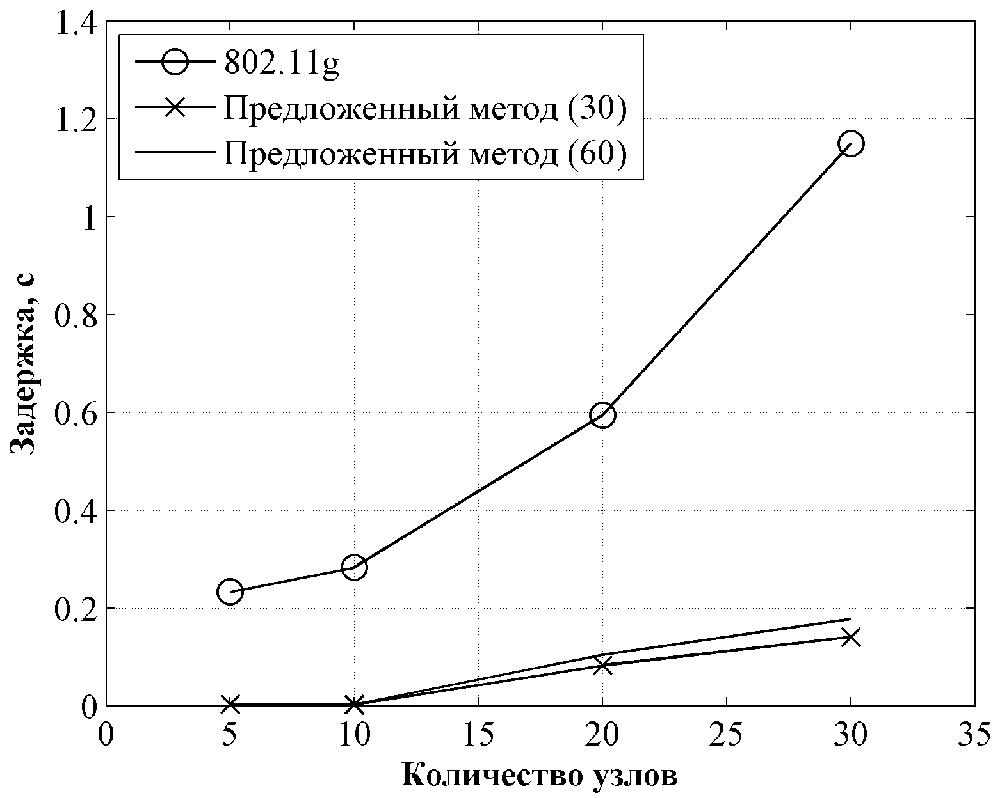 1.4
1.2
1
0.8
0.6
0.4
0.2
0
802.11g
Предложенный метод (30)
Предложенный метод (60)
Задержка, с
0 5 10 15 20 25 30 35
Количество узлов